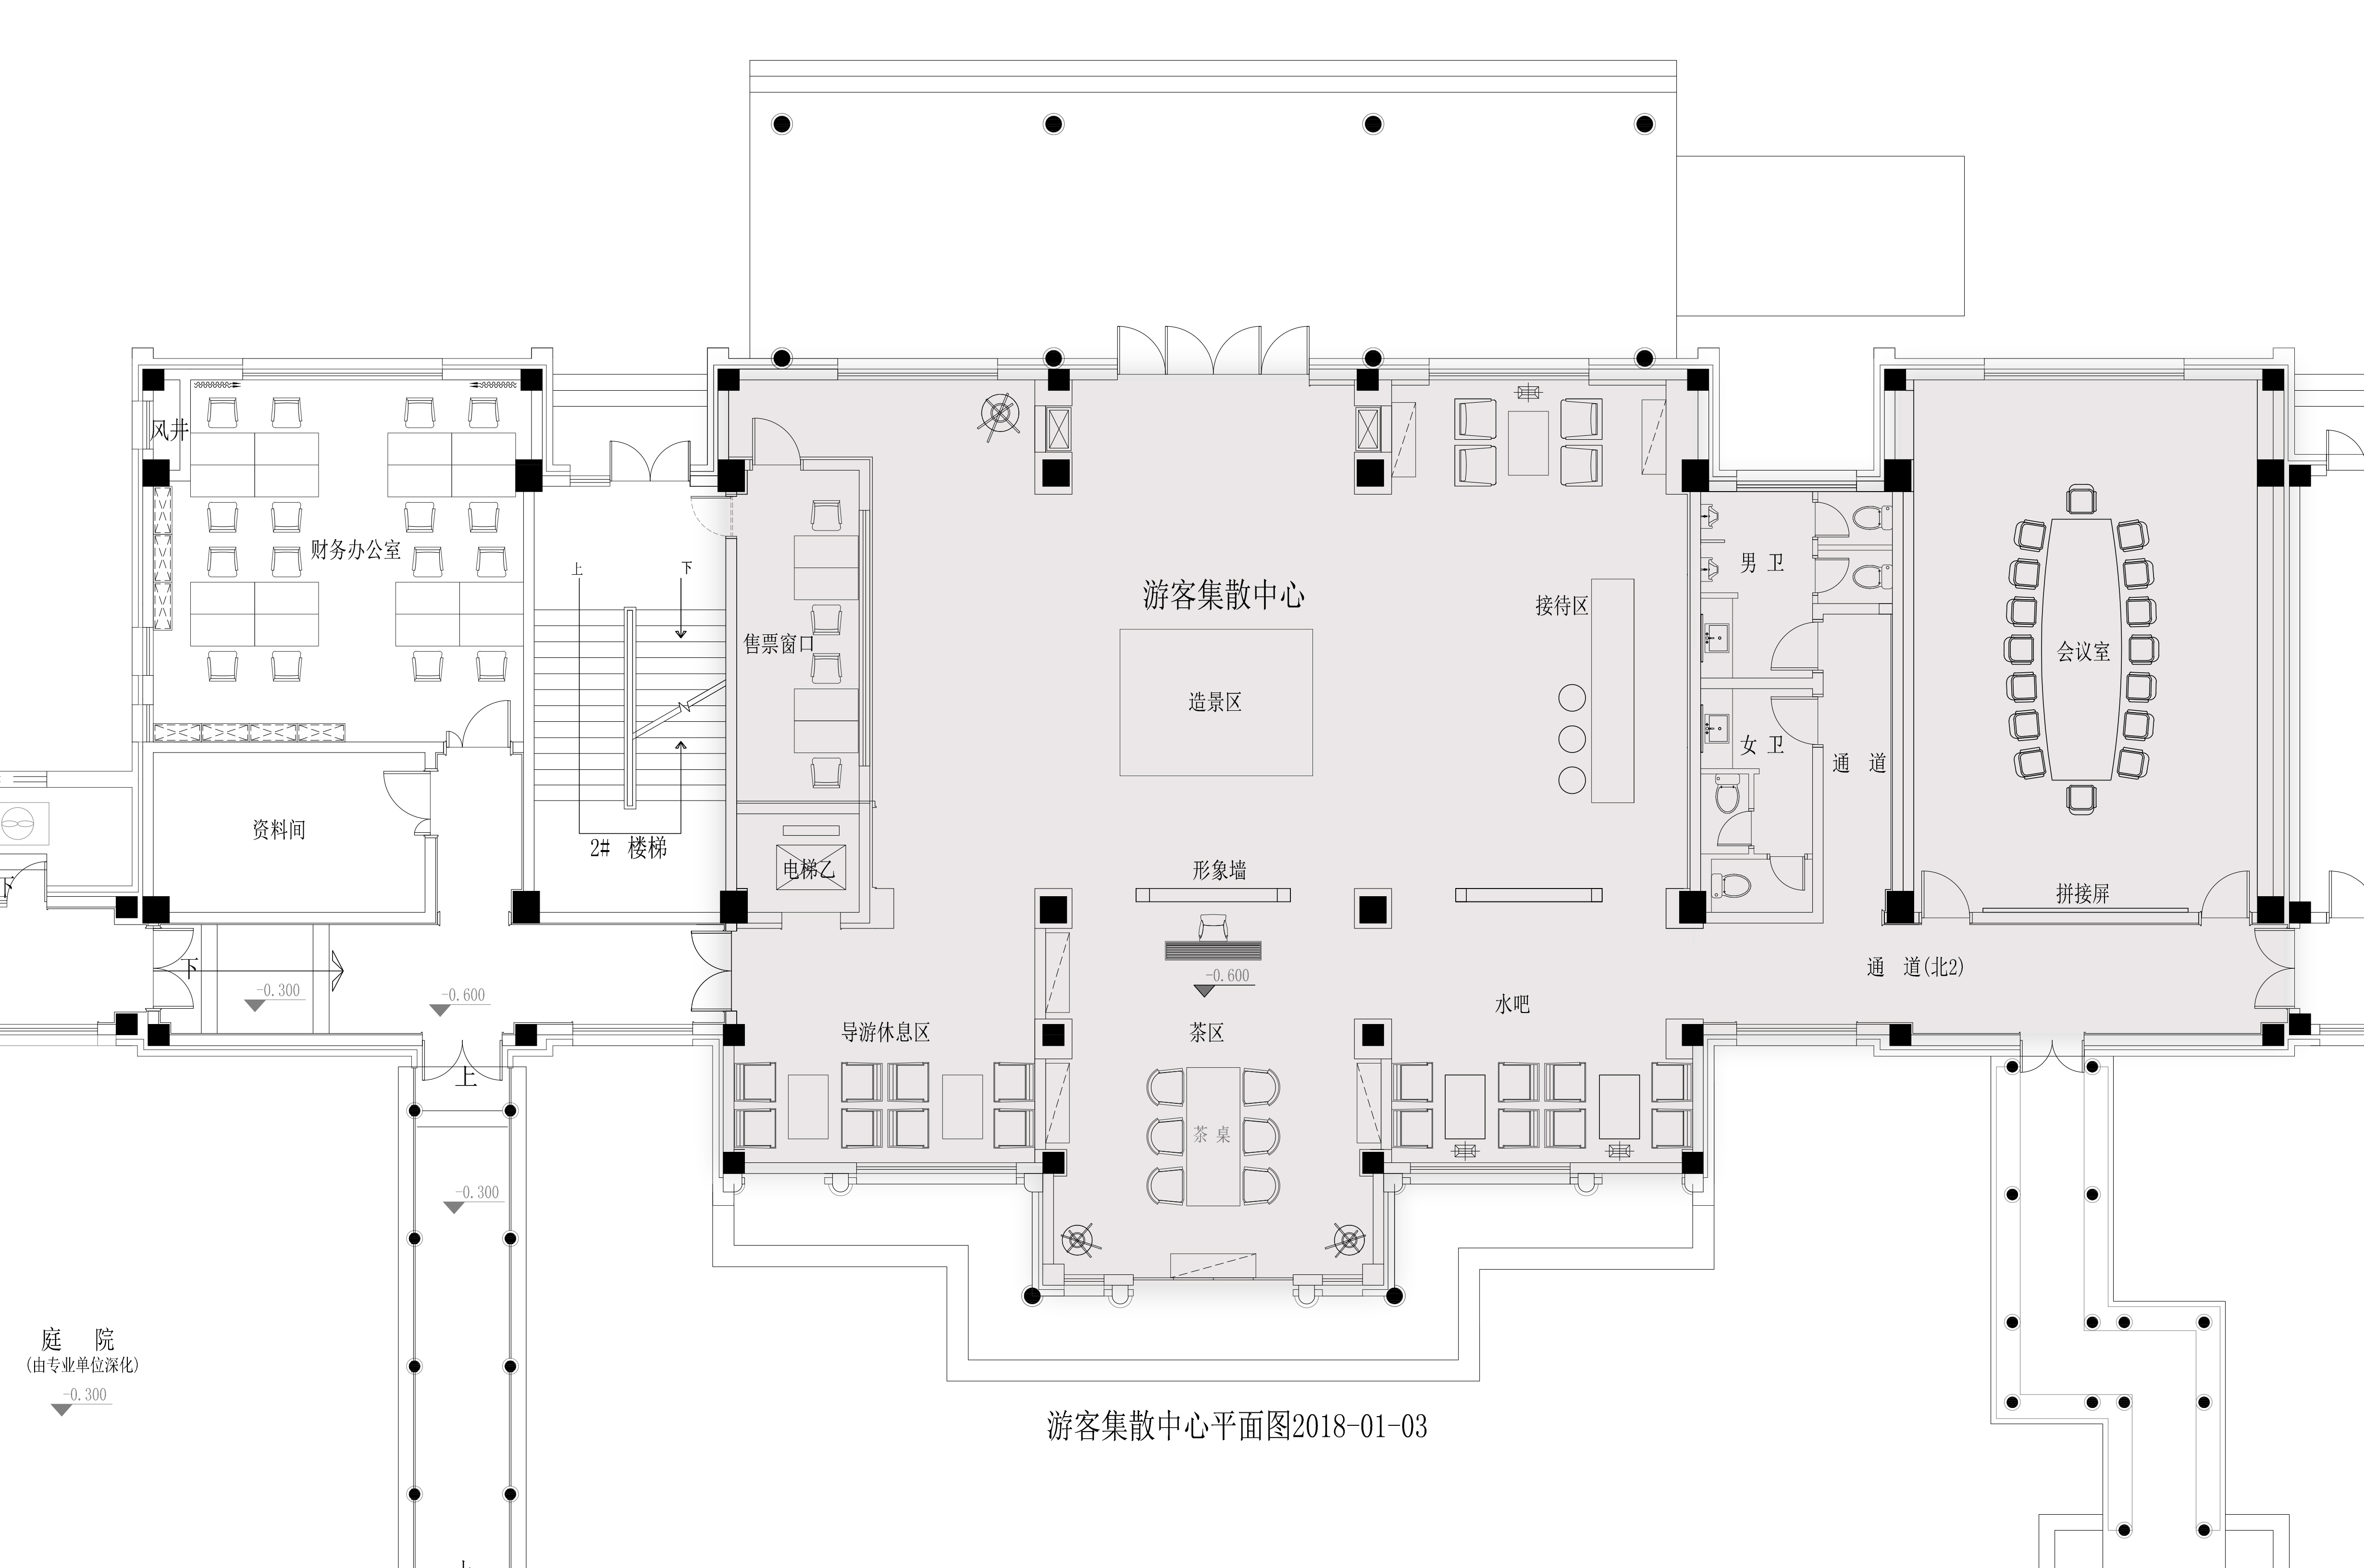 风井
财务办公室
上
下
游客集散中心
接待区
男 卫
售票窗口
会议室
造景区
女 卫
通 道
资料间
2# 楼梯
电梯乙
形象墙
拼接屏
下
下
-0.300
-0.600
-0.600
通 道(北2)
水吧
导游休息区
茶区
上
茶 桌
-0.300
庭 院
(由专业单位深化)
-0.300
游客集散中心平面图2018-01-03